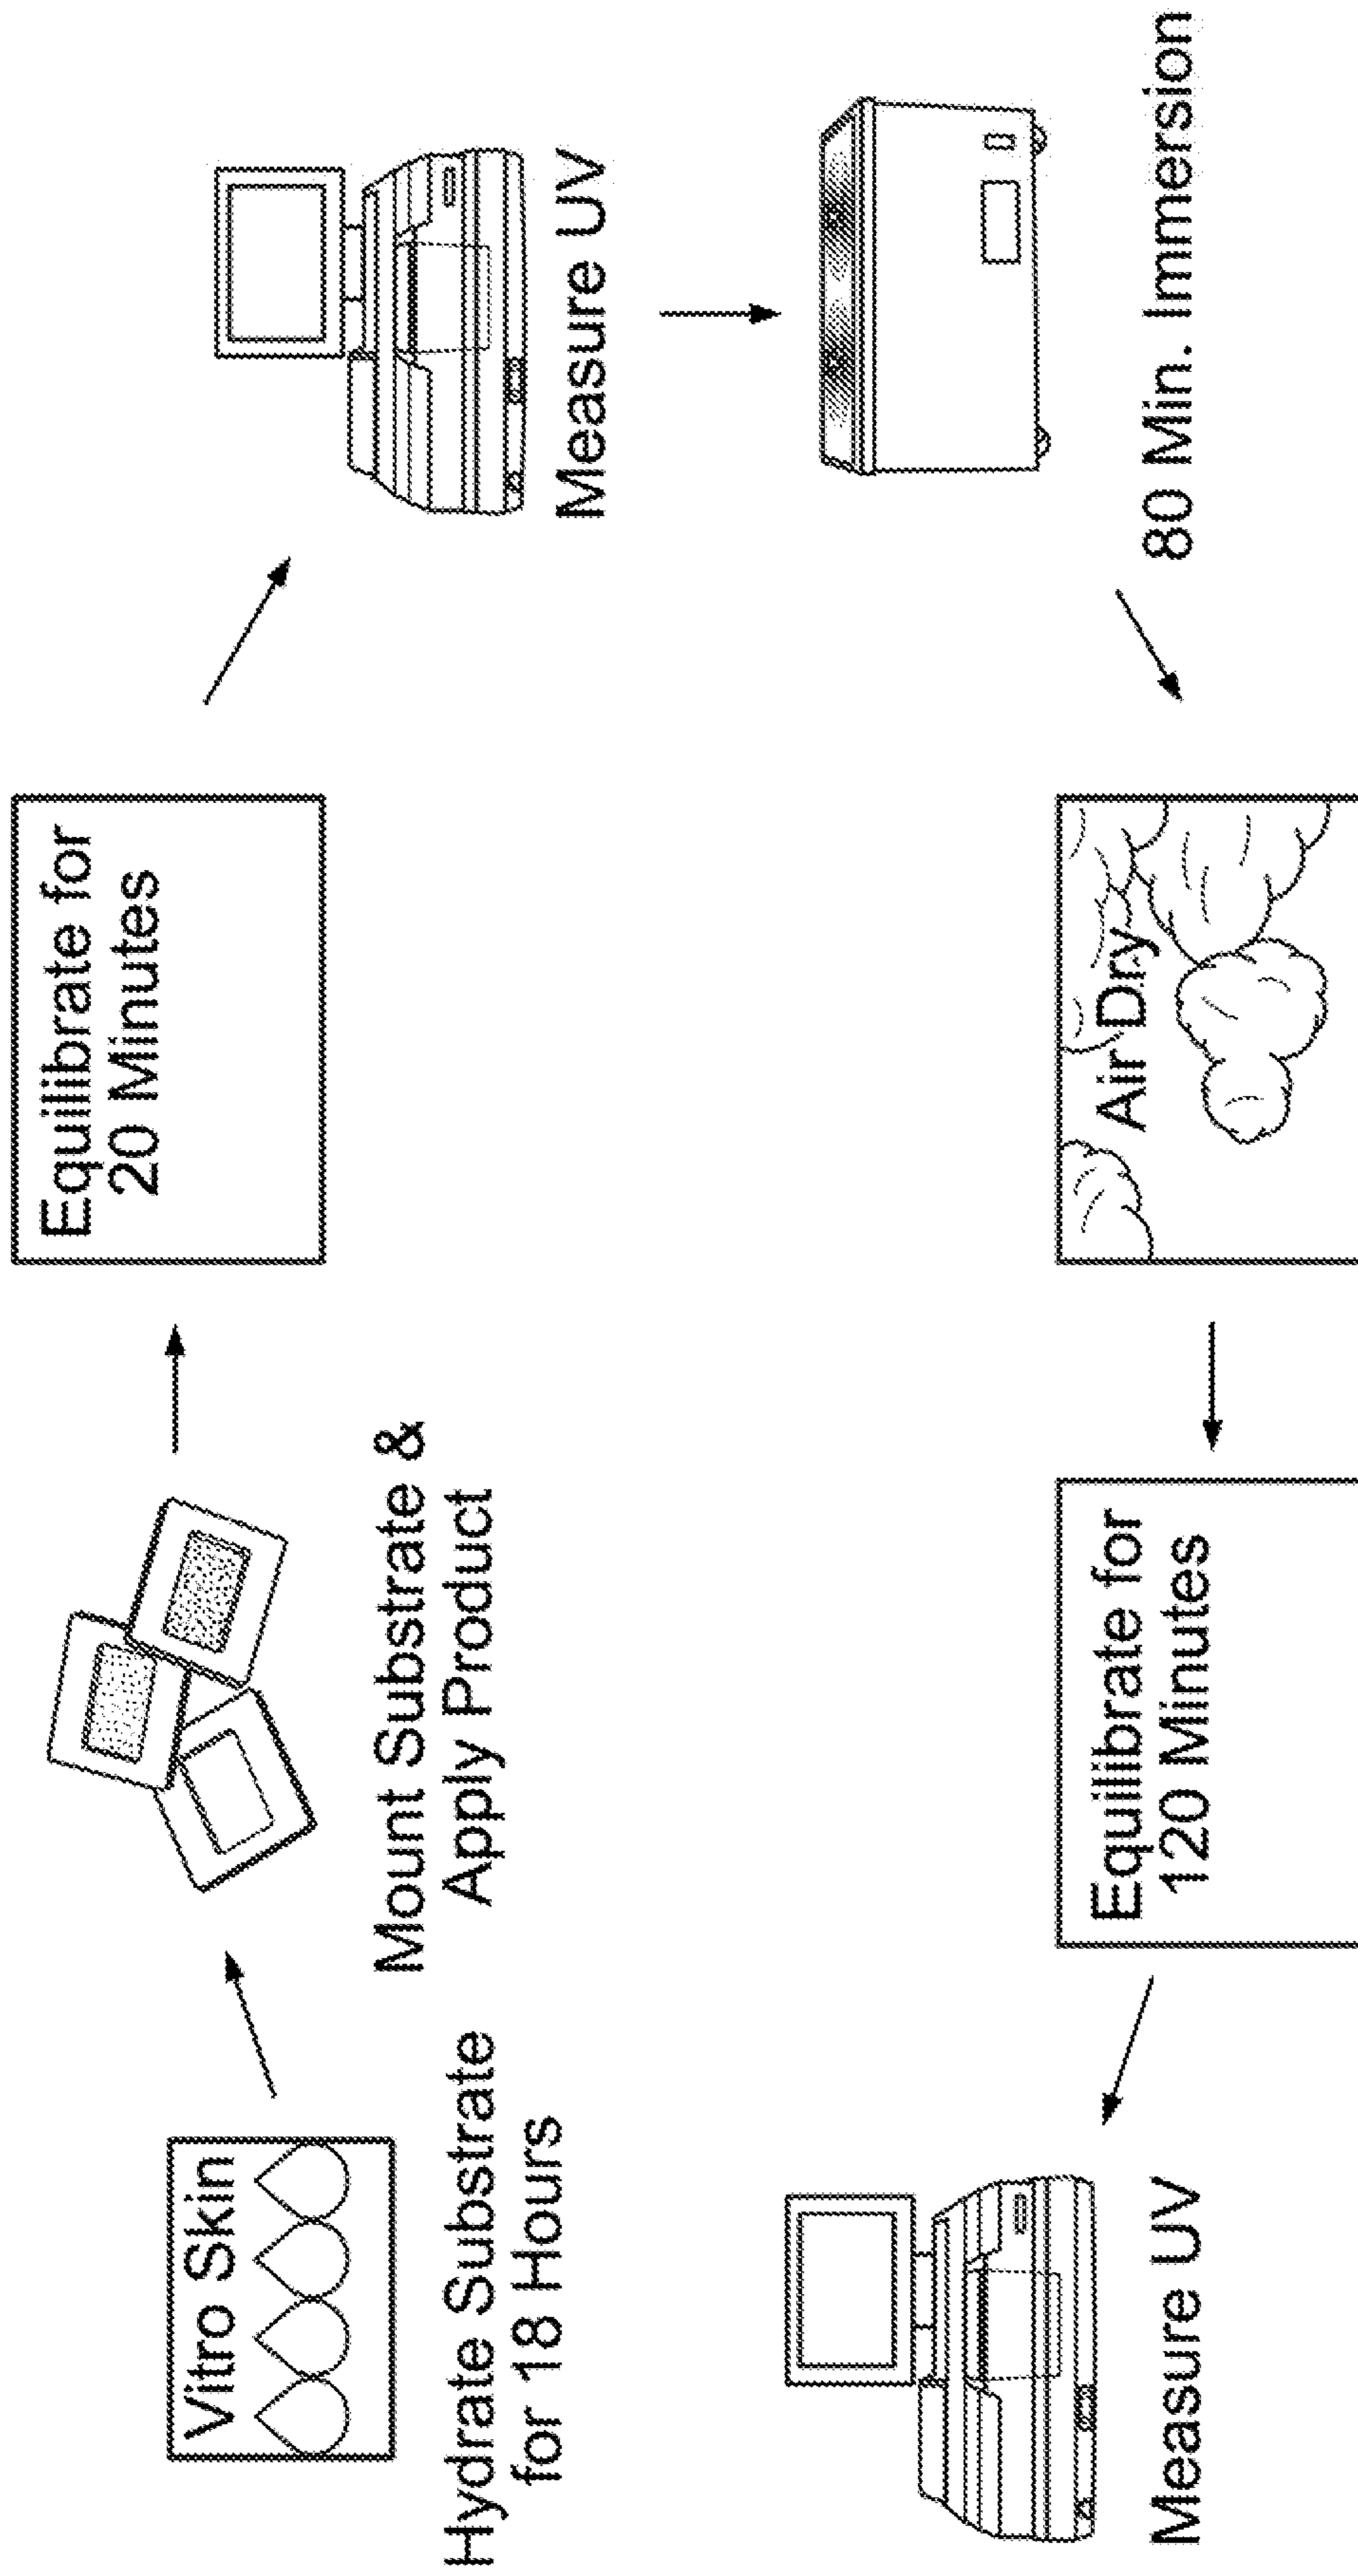 Vitro Skin
Hydrate Substrate
for 18 Hours
Mount Substrate &
Apply Product
Equilibrate for
20 Minutes
Measure UV
80 Min. Immersion
Air Dry
Equilibrate for
120 Minutes
Measure UV